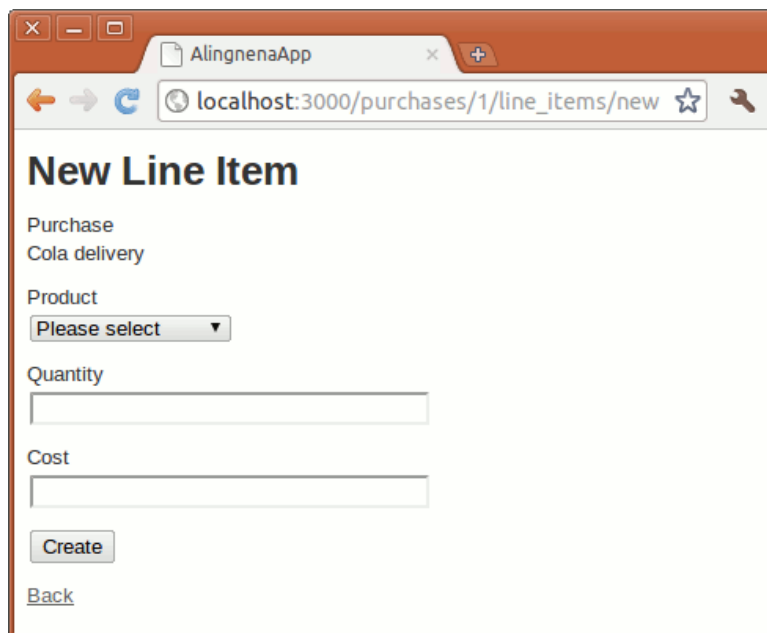 AlingnenaApp
localhost:3000/purchases/1/line_items/new
New Line Item
Purchase
Cola delivery
Product
Please select
Quantity
Cost
Create
Back